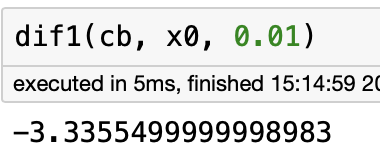 dif1(cb, x0, 0.01)
executed in 5ms, finished 15:14:59 20
-3.3355499999998983